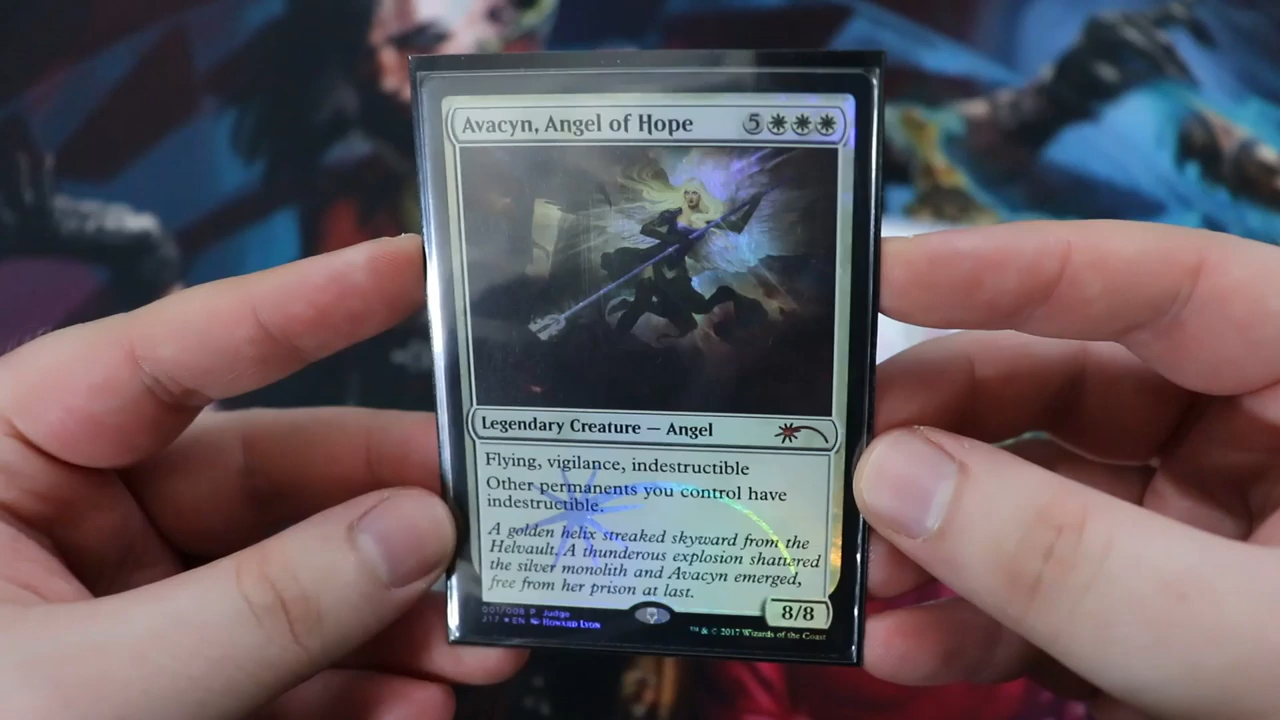 Avacyn, Angel of Hope 5
Legendary Creature — Angel
Flying, vigilance, indestructible
Other permanents you control have
indestructible.
A golden helix streaked skyward from the
Helvault. A thunderous explosion shattered
the silver monolith and Avacyn emerged,
free from her prison at last.
8/8
001/008 P Judge
J17 ★ EN Howard Lyon
™ & © 2017 Wizards of the Coast